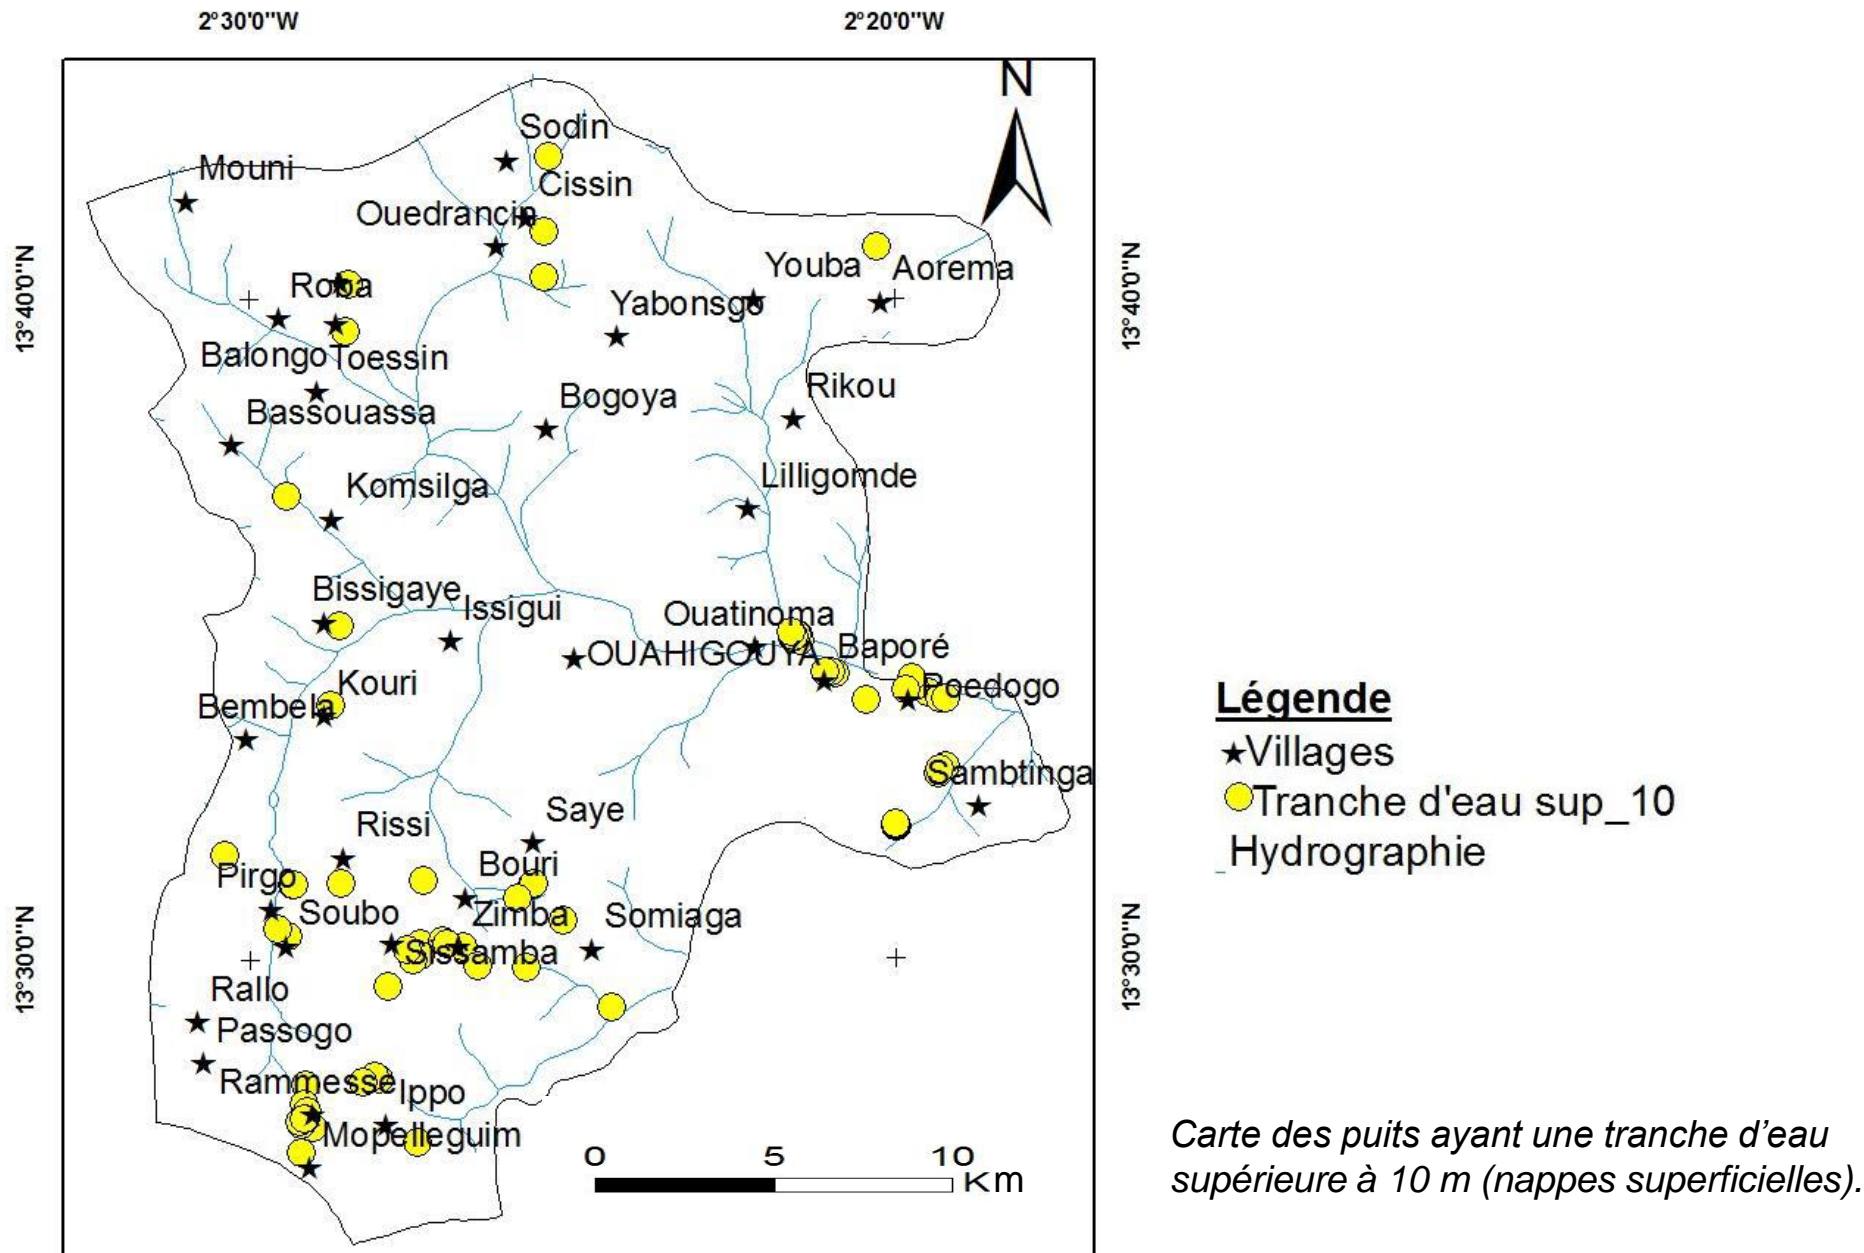 2°30'0"W
2°20'0"W
N
Sodin
Mouni
Cissin
Ouedrancin
13°40'0"N
13°40'0"N
Youba
Aorema
Roba
Yabonsgo
Balongo
Toessin
Rikou
Bogoya
Bassouassa
Lilligomde
Komsilga
Bissigaye
Issigui
Ouatinoma
Baporé
OUAHIGOUYA
Kouri
Poedogo
Bembela
Sambtinga
Saye
Rissi
Bouri
Pirgo
Soubo
Zimba
Somiaga
Sissamba
13°30'0"N
13°30'0"N
Rallo
Passogo
Rammesse
Ippo
Mopelleguim
0 5 10
Km
Légende
Villages
Tranche d'eau sup_10
Hydrographie
Carte des puits ayant une tranche d’eau
supérieure à 10 m (nappes superficielles).